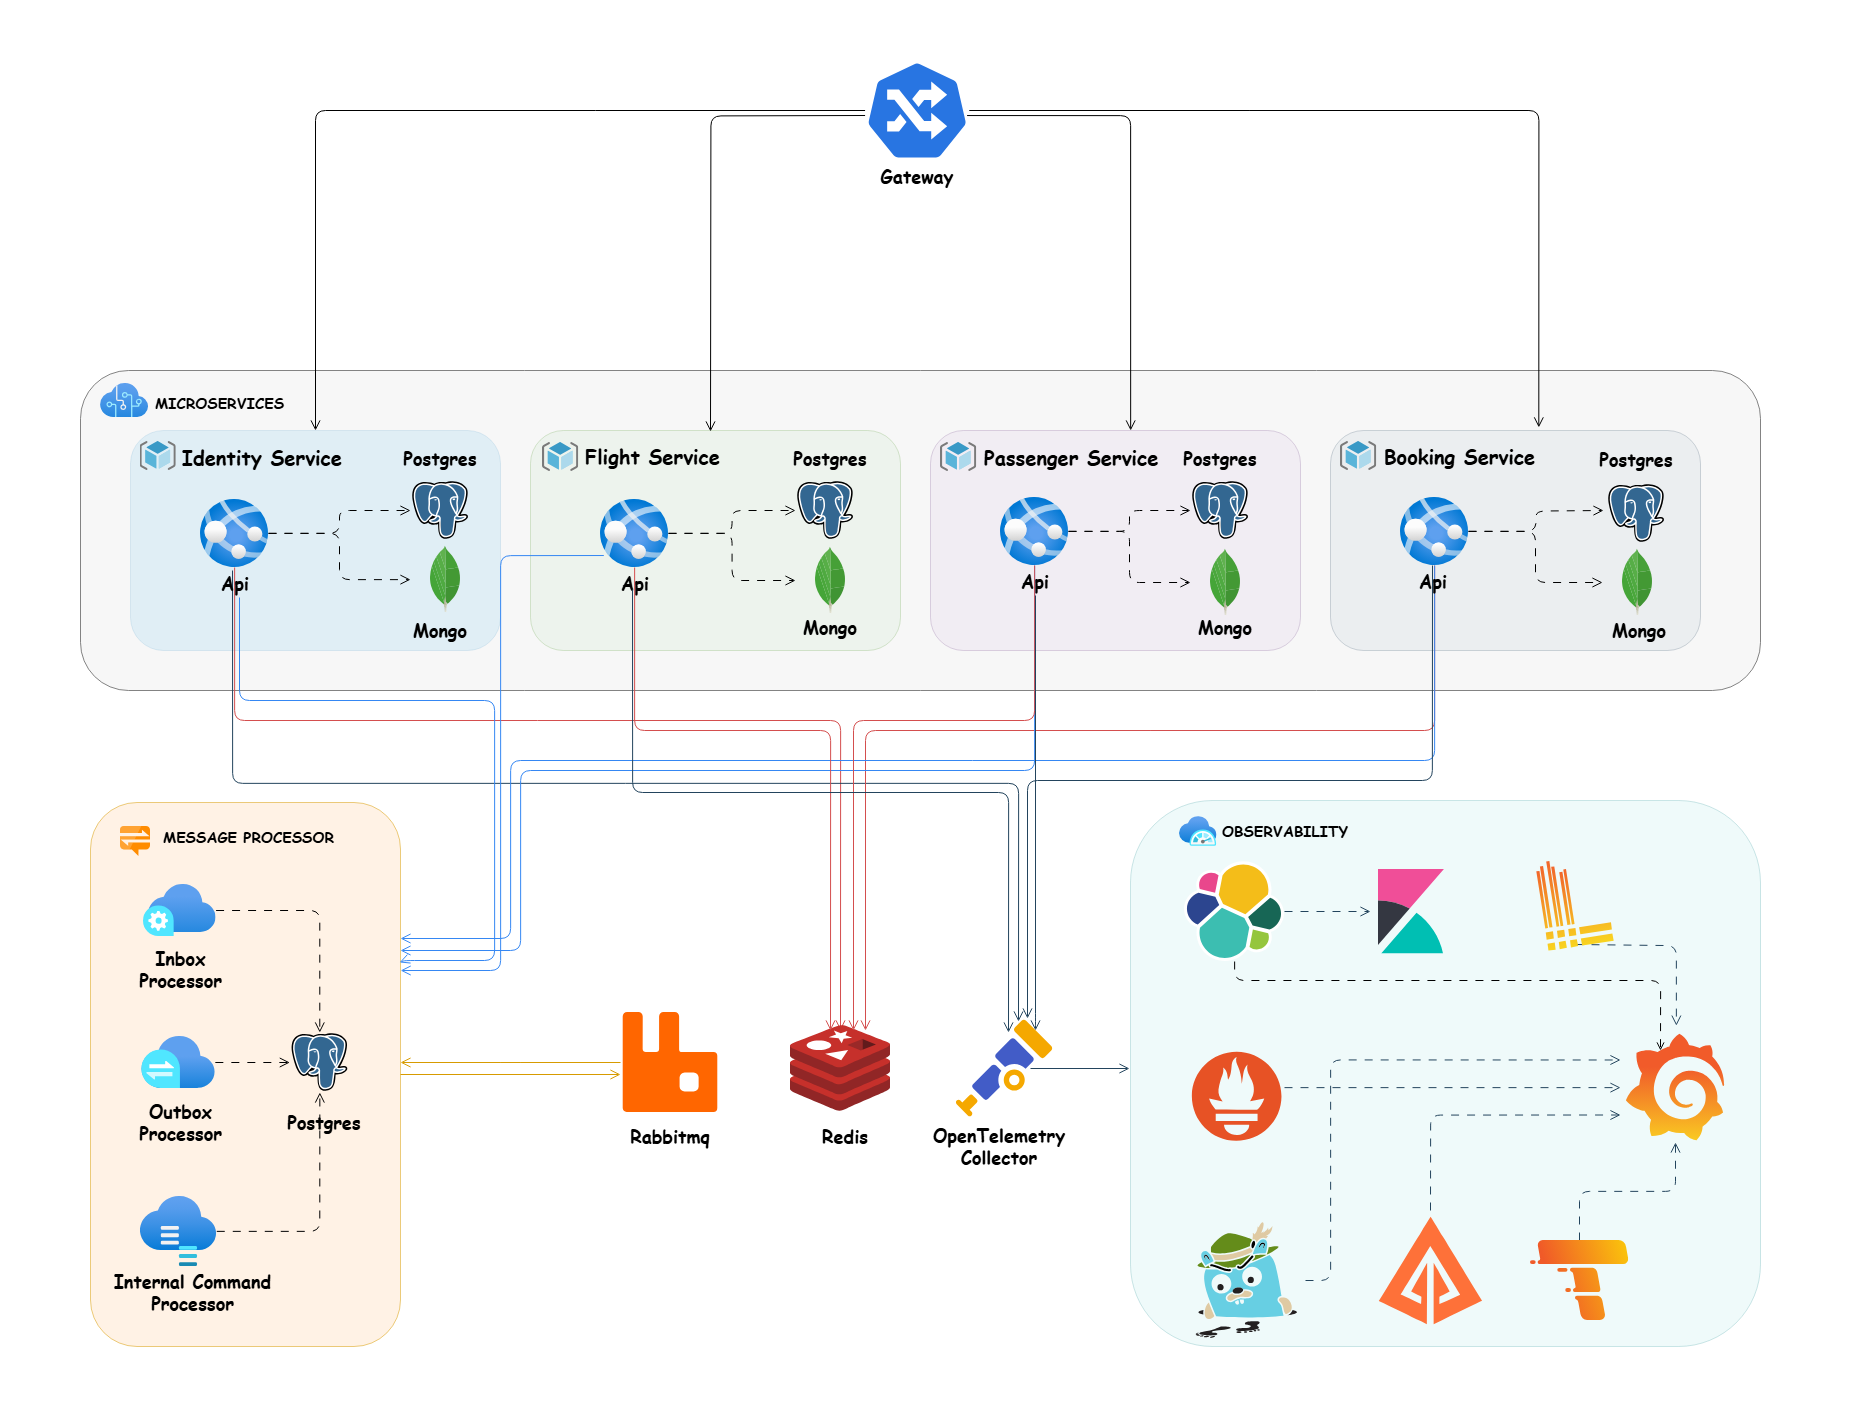 Gateway
MICROSERVICES
Identity Service
Postgres
Api
Mongo
Flight Service
Postgres
Api
Mongo
Passenger Service
Postgres
Api
Mongo
Booking Service
Postgres
Api
Mongo
MESSAGE PROCESSOR
Inbox
Processor
Outbox
Processor
Postgres
Internal Command
Processor
Rabbitmq
Redis
OpenTelemetry
Collector
OBSERVABILITY